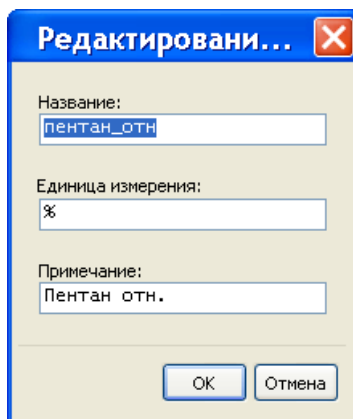 Редактировани...
Название:
пентан_отн
Единица измерения:
%
Примечание:
Пентан отн.
ОК
Отмена